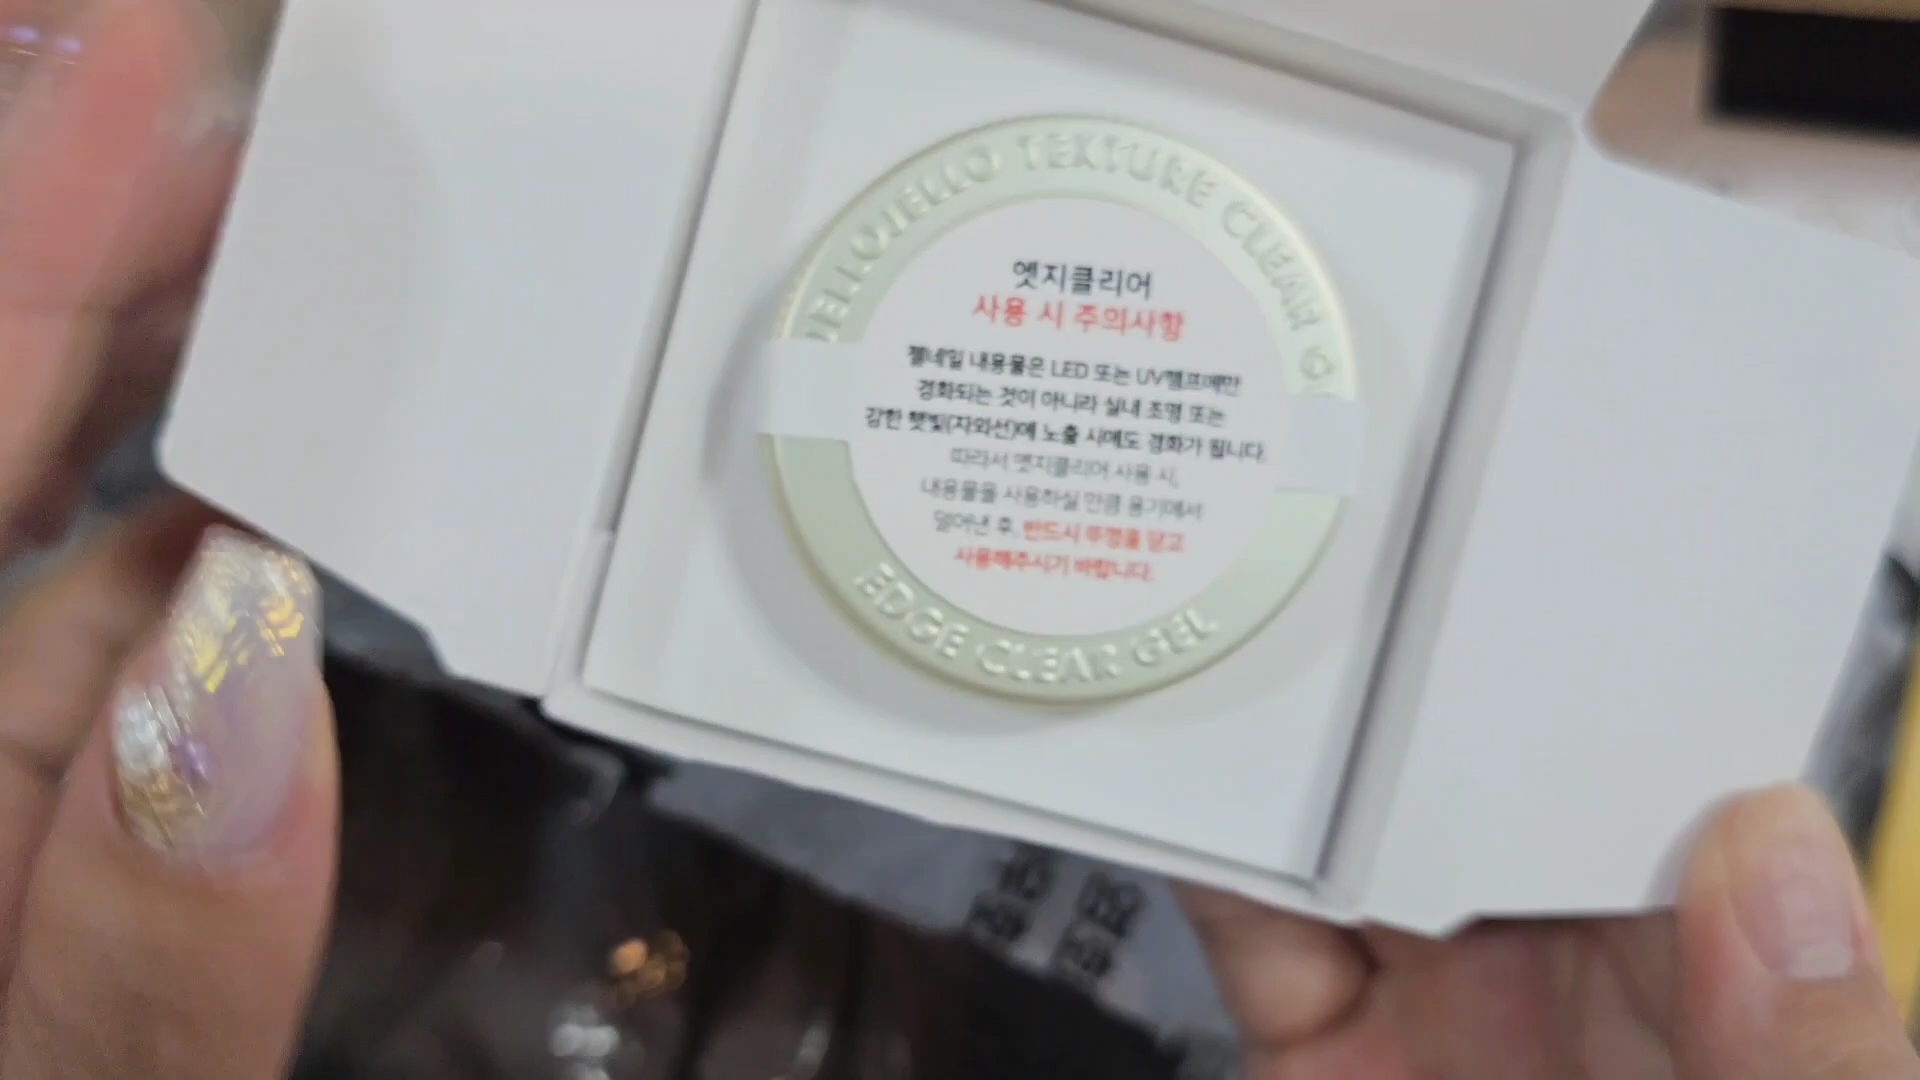 JELLOJELLO TEXTURE CLEAR G
엣지클리어
사용 시 주의사항
젤네일 내용물은 LED 또는 UV램프에만
경화되는 것이 아니라 실내 조명 또는
강한 햇빛(자외선)에 노출 시에도 경화가 됩니다.
따라서 엣지클리어 사용 시,
내용물을 사용하실 만큼 용기에서
덜어낸 후, 반드시 뚜껑을 닫고
사용해주시기 바랍니다.
EDGE CLEAR GEL